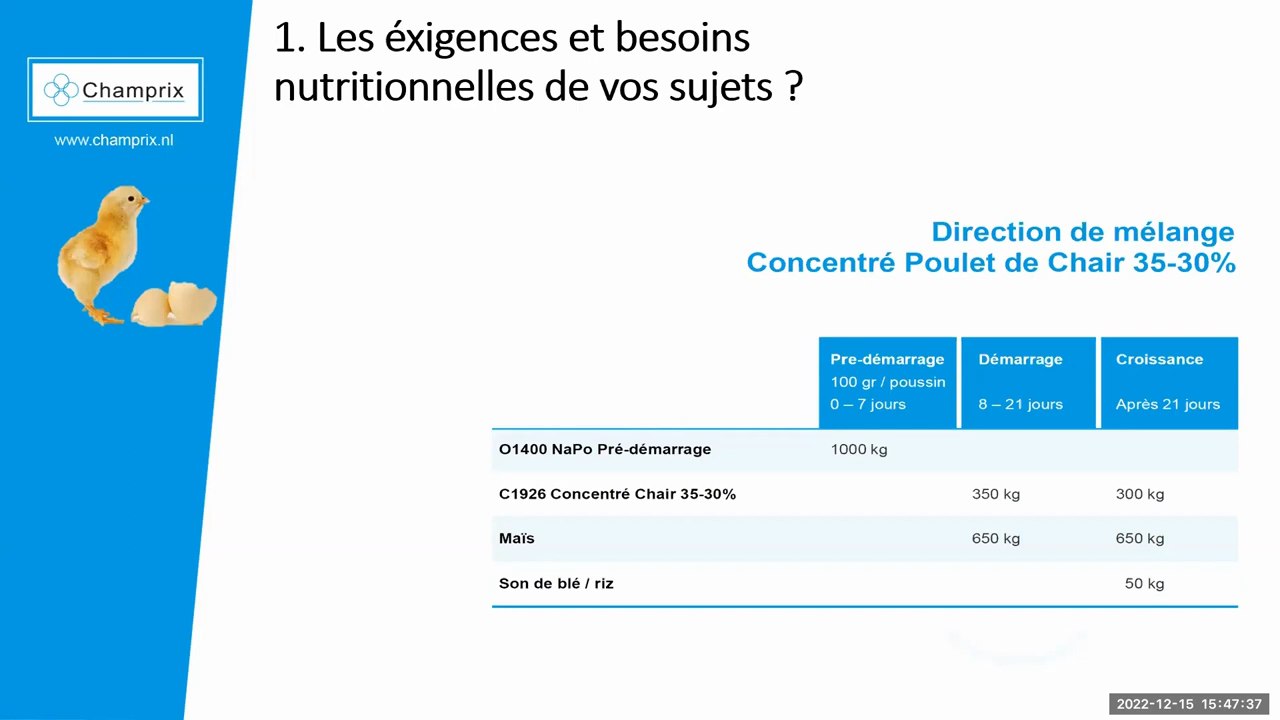 1. Les éxigences et besoins
nutritionnelles de vos sujets ?
Champrix
www.champrix.nl
Direction de mélange
Concentré Poulet de Chair 35-30%
Pre-démarrage Démarrage Croissance
100 gr / poussin
0 – 7 jours 8 – 21 jours Après 21 jours
O1400 NaPo Pré-démarrage 1000 kg
C1926 Concentré Chair 35-30% 350 kg 300 kg
Maïs 650 kg 650 kg
Son de blé / riz 50 kg
2022-12-15 15:47:37